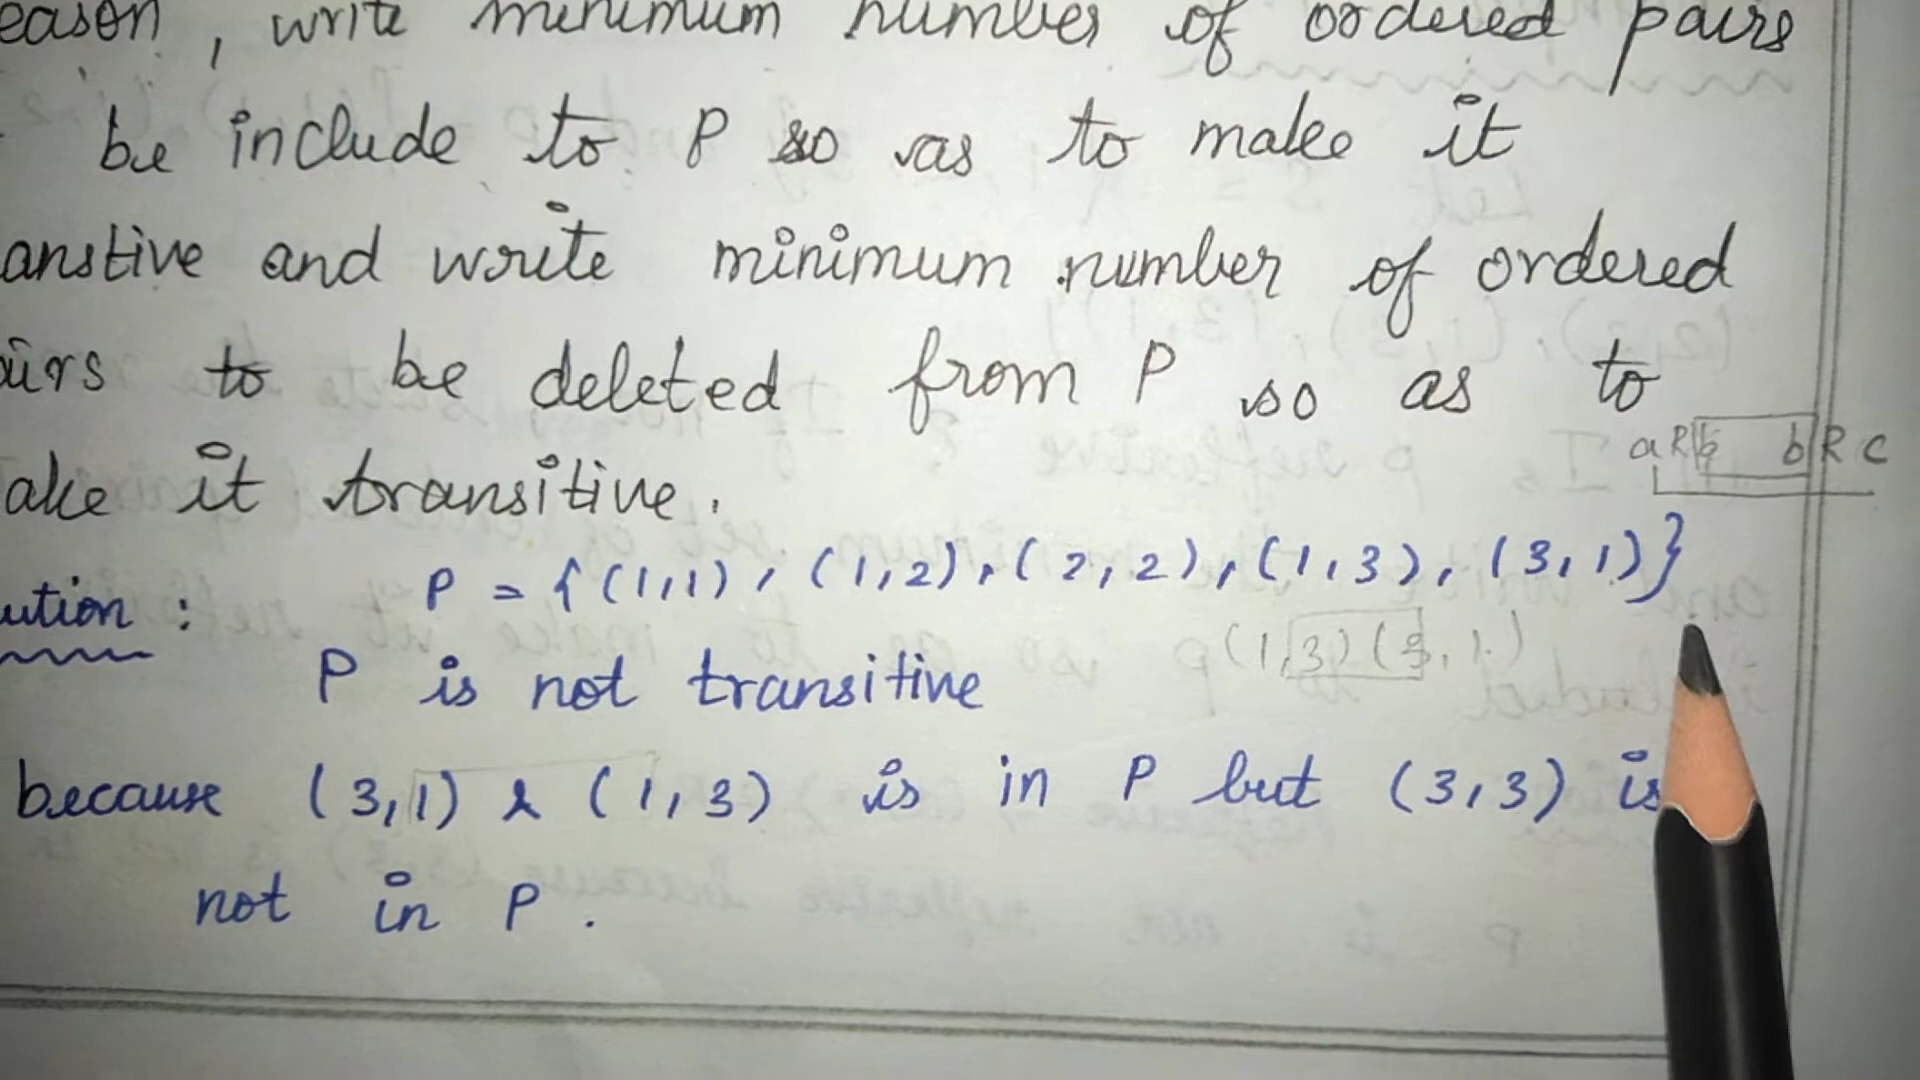 eason, write minimum number of ordered pairs
be include to P so as to make it
anstive and write minimum number of ordered
airs to be deleted from P so as to
ake it transitive.
aRb bRc
P = {(1,1), (1,2), (2,2), (1,3), (3,1)}
ution :
(1,3) (3,1)
P is not transitive
because (3,1) & (1,3) is in P but (3,3) is
not in P.